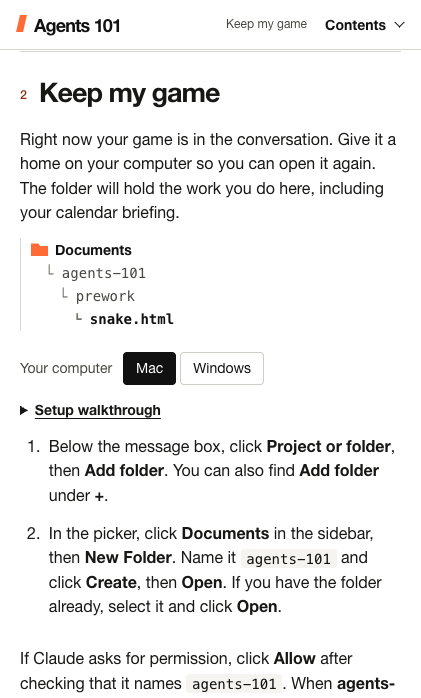 Agents 101
Keep my game
Contents
2
Keep my game
Right now your game is in the conversation. Give it a
home on your computer so you can open it again.
The folder will hold the work you do here, including
your calendar briefing.
Documents
└ agents-101
└ prework
└ snake.html
Your computer
Mac
Windows
Setup walkthrough
1. Below the message box, click Project or folder,
then Add folder. You can also find Add folder
under +.
2. In the picker, click Documents in the sidebar,
then New Folder. Name it agents-101 and
click Create, then Open. If you have the folder
already, select it and click Open.
If Claude asks for permission, click Allow after
checking that it names agents-101. When agents-